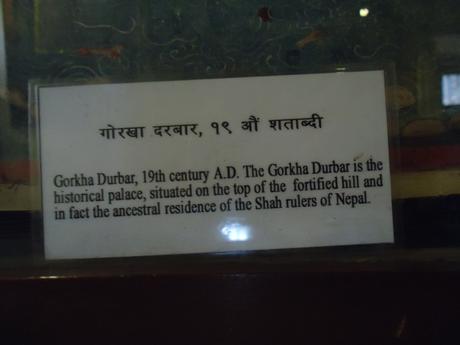 गोरखा दरबार, १९ औं शताब्दी
Gorkha Durbar, 19th century A.D. The Gorkha Durbar is the
historical palace, situated on the top of the fortified hill and
in fact the ancestral residence of the Shah rulers of Nepal.